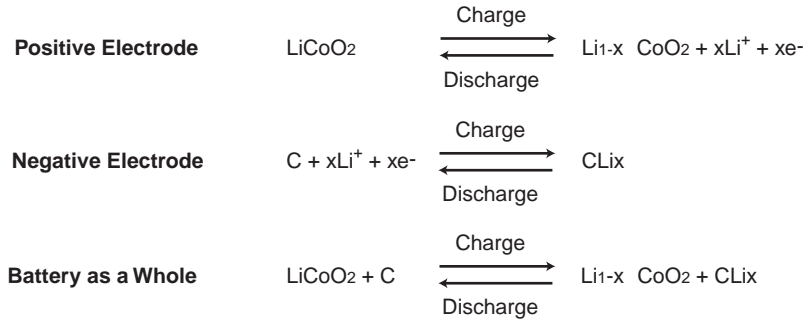 Charge
Positive Electrode LiCoO₂ Li₁₋ₓ CoO₂ + xLi⁺ + xe-
Discharge
Charge
Negative Electrode C + xLi⁺ + xe- CLix
Discharge
Charge
Battery as a Whole LiCoO₂ + C Li₁₋ₓ CoO₂ + CLix
Discharge